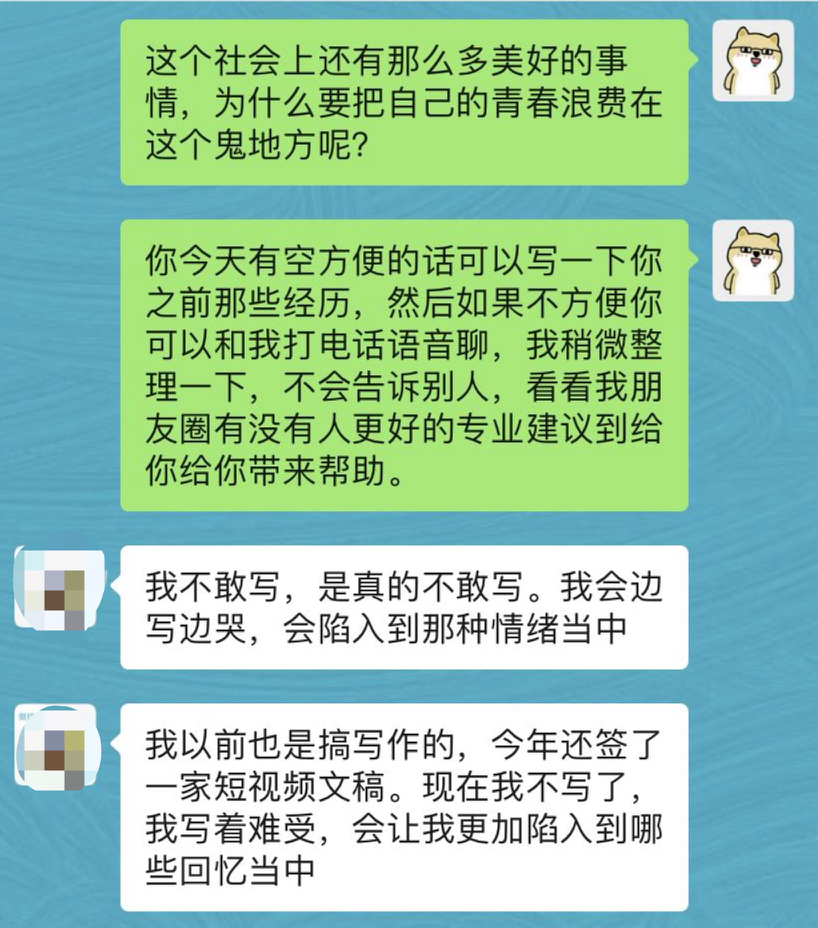 这个社会上还有那么多美好的事
情，为什么要把自己的青春浪费在
这个鬼地方呢？
你今天有空方便的话可以写一下你
之前那些经历，然后如果不方便你
可以和我打电话语音聊，我稍微整
理一下，不会告诉别人，看看我朋
友圈有没有人更好的专业建议到给
你给你带来帮助。
我不敢写，是真的不敢写。我会边
写边哭，会陷入到那种情绪当中
我以前也是搞写作的，今年还签了
一家短视频文稿。现在我不写了，
我写着难受，会让我更加陷入到哪
些回忆当中